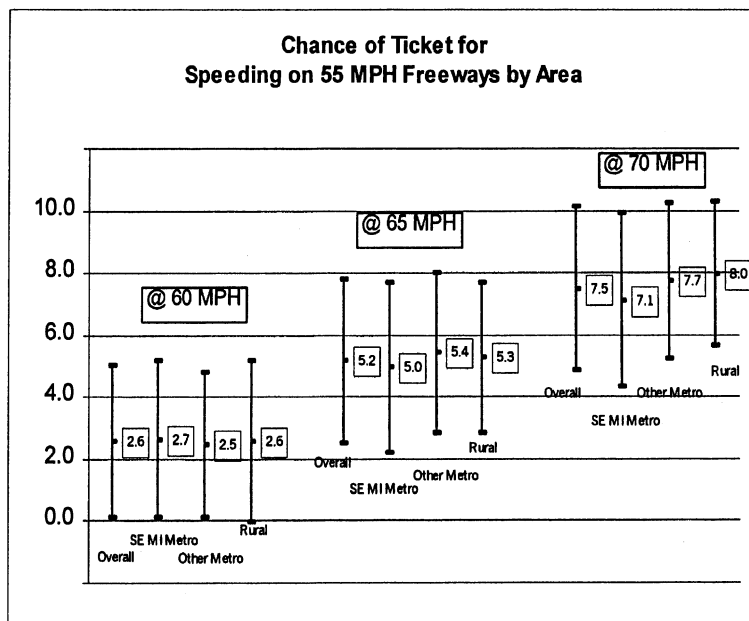 Chance of Ticket for
Speeding on 55 MPH Freeways by Area
@ 70 MPH
10.0
@ 65 MPH
8.0
7.5
7.1
7.7
8.0
@ 60 MPH
6.0
5.2
5.0
5.4
5.3
Rural
Overall
Other Metro
4.0
SE MI Metro
2.6
2.7
2.5
2.6
Rural
Overall
Other Metro
2.0
SE MI Metro
0.0
Rural
SE MI Metro
Overall
Other Metro